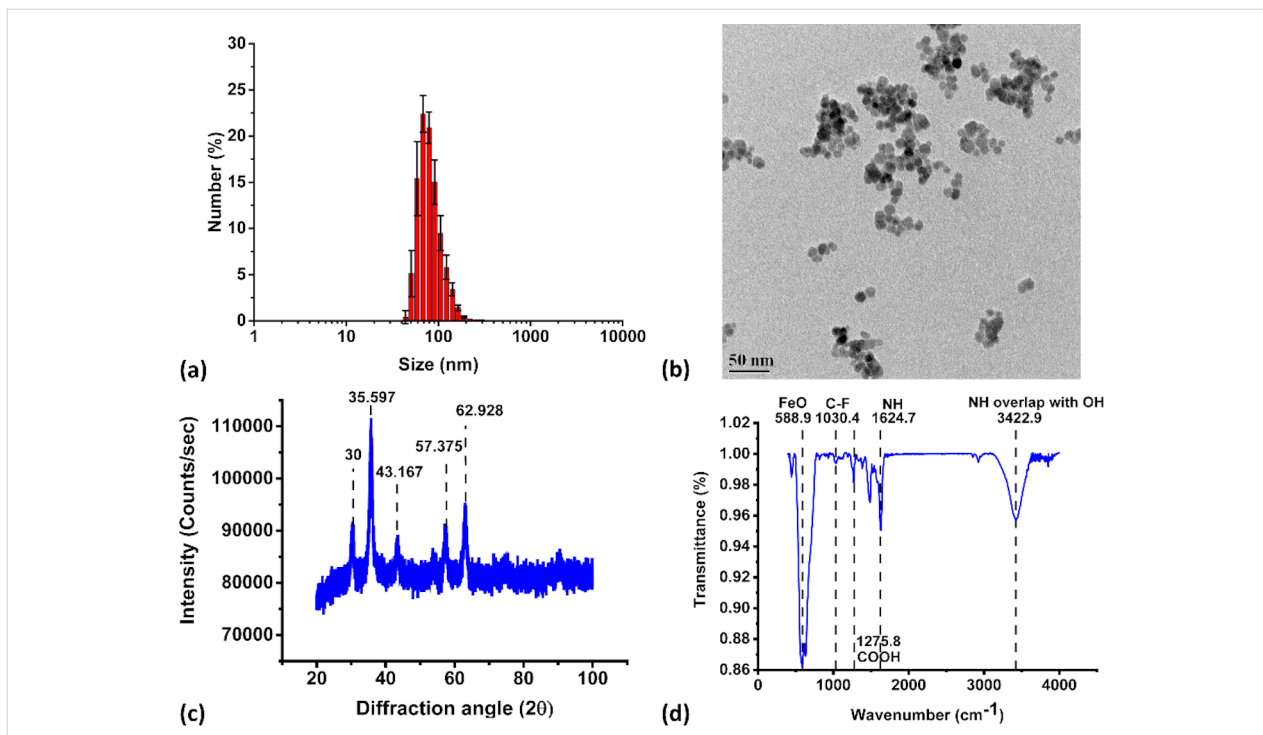 30
25
20
15
10
5
0
Number (%)
1
10
100
1000
10000
Size (nm)
(a)
50 nm
(b)
35.597
62.928
57.375
30
43.167
110000
100000
90000
80000
70000
Intensity (Counts/sec)
20
40
60
80
100
Diffraction angle (2θ)
(c)
FeO
588.9
C-F
1030.4
NH
1624.7
NH overlap with OH
3422.9
1.02
1.00
0.98
0.96
0.94
0.92
0.90
0.88
0.86
Transmittance (%)
1275.8
COOH
0
1000
2000
3000
4000
Wavenumber (cm⁻¹)
(d)